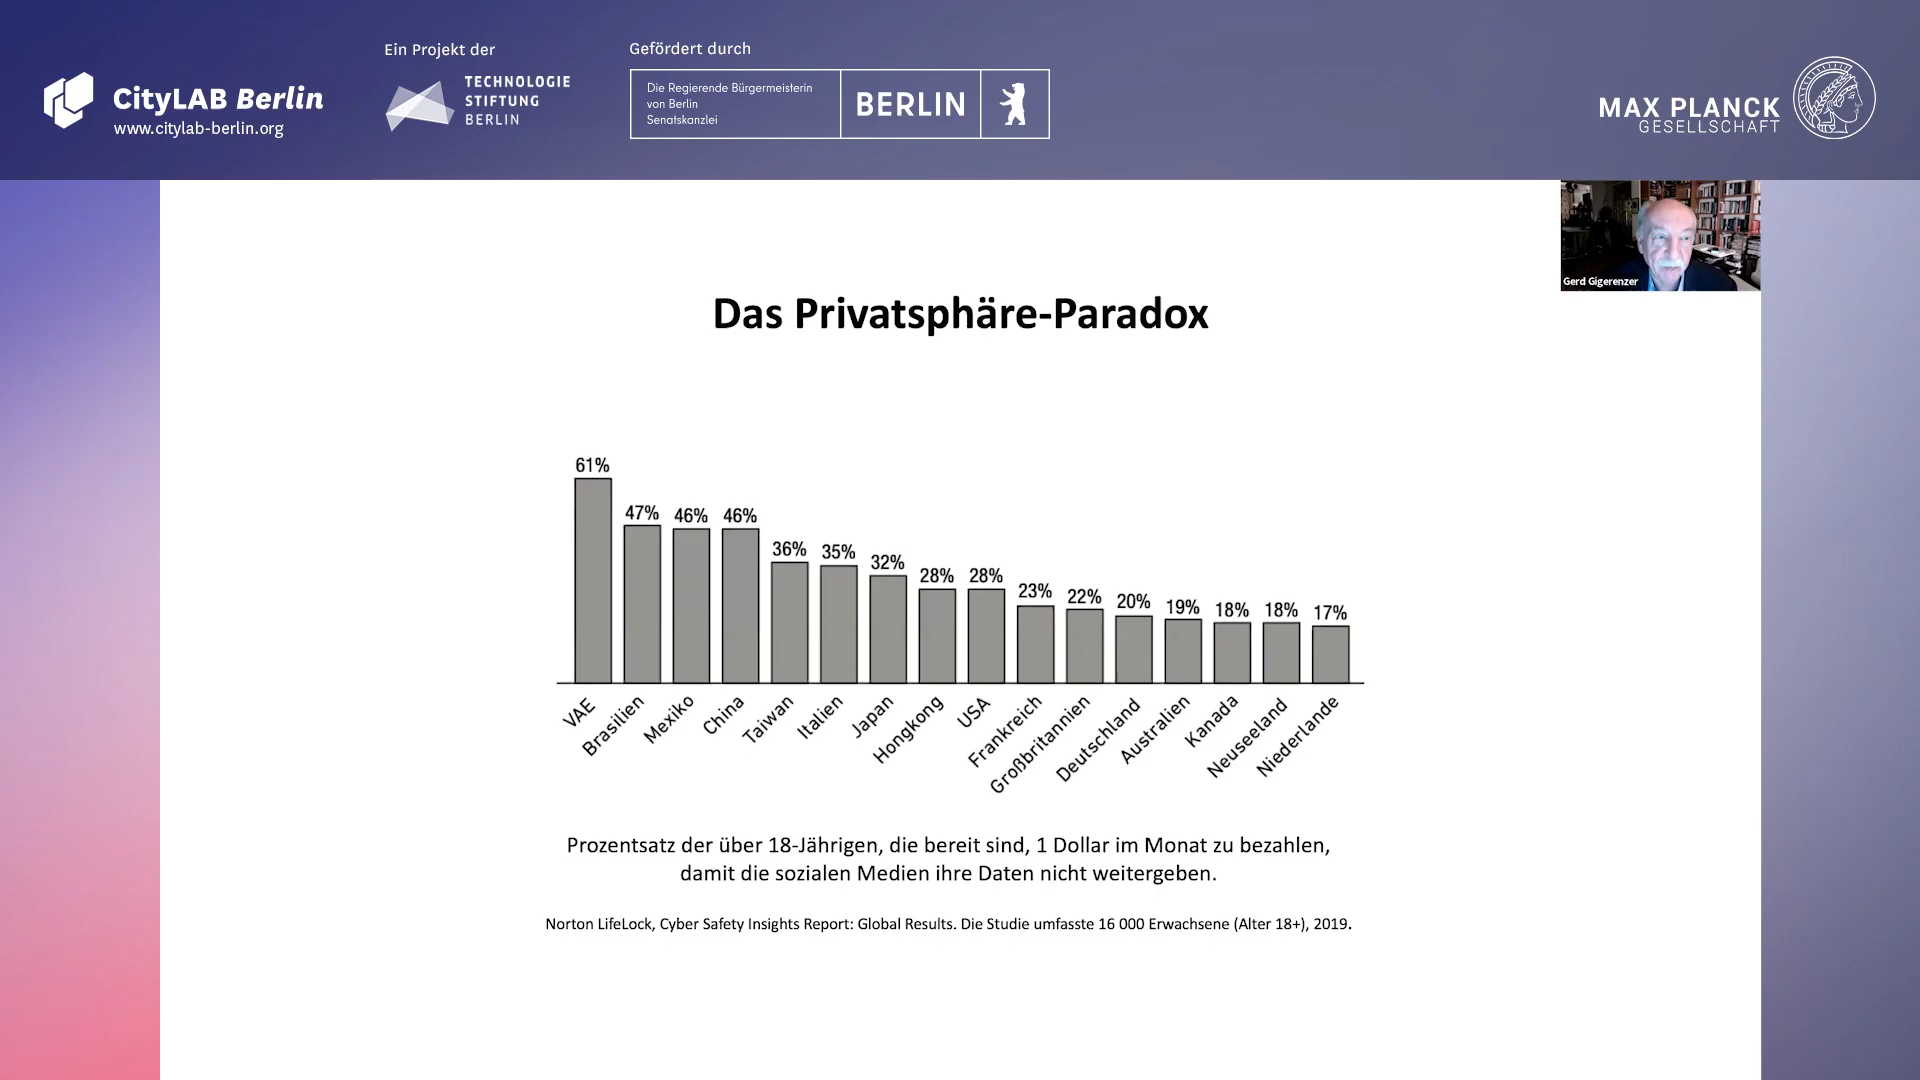 CityLAB Berlin
www.citylab-berlin.org
Ein Projekt der
TECHNOLOGIE
STIFTUNG
BERLIN
Gefördert durch
Die Regierende Bürgermeisterin
von Berlin
Senatskanzlei
BERLIN
MAX PLANCK
GESELLSCHAFT
Gerd Gigerenzer
Das Privatsphäre-Paradox
61%
47%
46%
46%
36%
35%
32%
28%
28%
23%
22%
20%
19%
18%
18%
17%
VAE
Brasilien
Mexiko
China
Taiwan
Italien
Japan
Hongkong
USA
Frankreich
Großbritannien
Deutschland
Australien
Kanada
Neuseeland
Niederlande
Prozentsatz der über 18-Jährigen, die bereit sind, 1 Dollar im Monat zu bezahlen,
damit die sozialen Medien ihre Daten nicht weitergeben.
Norton LifeLock, Cyber Safety Insights Report: Global Results. Die Studie umfasste 16 000 Erwachsene (Alter 18+), 2019.